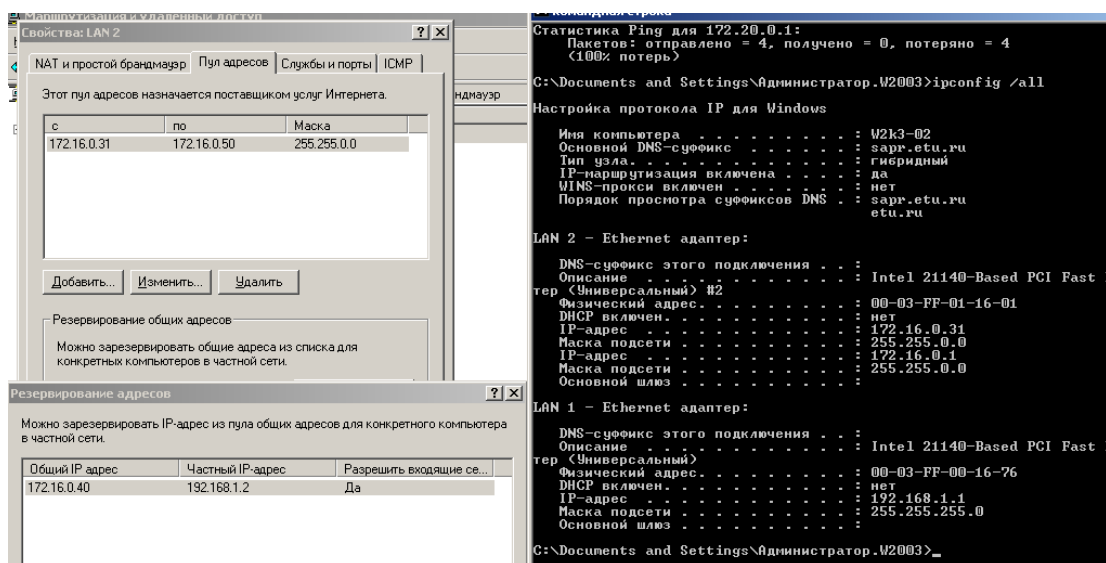 Маршрутизация и удаленный доступ
Свойства: LAN 2
NAT и простой брандмауэр
Пул адресов
Службы и порты
ICMP
Этот пул адресов назначается поставщиком услуг Интернета.
ндмауэр
с по Маска
172.16.0.31 172.16.0.50 255.255.0.0
Добавить... Изменить... Удалить
Резервирование общих адресов
Можно зарезервировать общие адреса из списка для
конкретных компьютеров в частной сети.
Резервирование адресов
Можно зарезервировать IP-адрес из пула общих адресов для конкретного компьютера
в частной сети.
Общий IP адрес Частный IP-адрес Разрешить входящие се...
172.16.0.40 192.168.1.2 Да
Командная строка
Статистика Ping для 172.20.0.1:
Пакетов: отправлено = 4, получено = 0, потеряно = 4
(100% потерь)
C:\Documents and Settings\Администратор.W2003>ipconfig /all
Настройка протокола IP для Windows
Имя компьютера . . . . . . . . . : W2k3-02
Основной DNS-суффикс . . . . . . : sapr.etu.ru
Тип узла. . . . . . . . . . . . . : гибридный
IP-маршрутизация включена . . . . : да
WINS-прокси включен . . . . . . . : нет
Порядок просмотра суффиксов DNS . : sapr.etu.ru
etu.ru
LAN 2 - Ethernet адаптер:
DNS-суффикс этого подключения . . :
Описание . . . . . . . . . . . . : Intel 21140-Based PCI Fast
тер (Универсальный) #2
Физический адрес. . . . . . . . . : 00-03-FF-01-16-01
DHCP включен. . . . . . . . . . . : нет
IP-адрес . . . . . . . . . . . . : 172.16.0.31
Маска подсети . . . . . . . . . . : 255.255.0.0
IP-адрес . . . . . . . . . . . . : 172.16.0.1
Маска подсети . . . . . . . . . . : 255.255.0.0
Основной шлюз . . . . . . . . . . :
LAN 1 - Ethernet адаптер:
DNS-суффикс этого подключения . . :
Описание . . . . . . . . . . . . : Intel 21140-Based PCI Fast
тер (Универсальный)
Физический адрес. . . . . . . . . : 00-03-FF-00-16-76
DHCP включен. . . . . . . . . . . : нет
IP-адрес . . . . . . . . . . . . : 192.168.1.1
Маска подсети . . . . . . . . . . : 255.255.255.0
Основной шлюз . . . . . . . . . . :
C:\Documents and Settings\Администратор.W2003>_